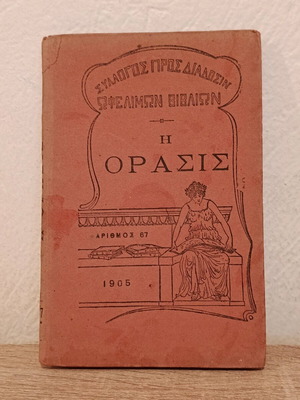 ΣΥΛΛΟΓΟΣ ΠΡΟΣ ΔΙΑΔΟΣΙΝ
ΩΦΕΛΙΜΩΝ ΒΙΒΛΙΩΝ
Η
ΟΡΑΣΙΣ
ΑΡΙΘΜΟΣ 67
1905